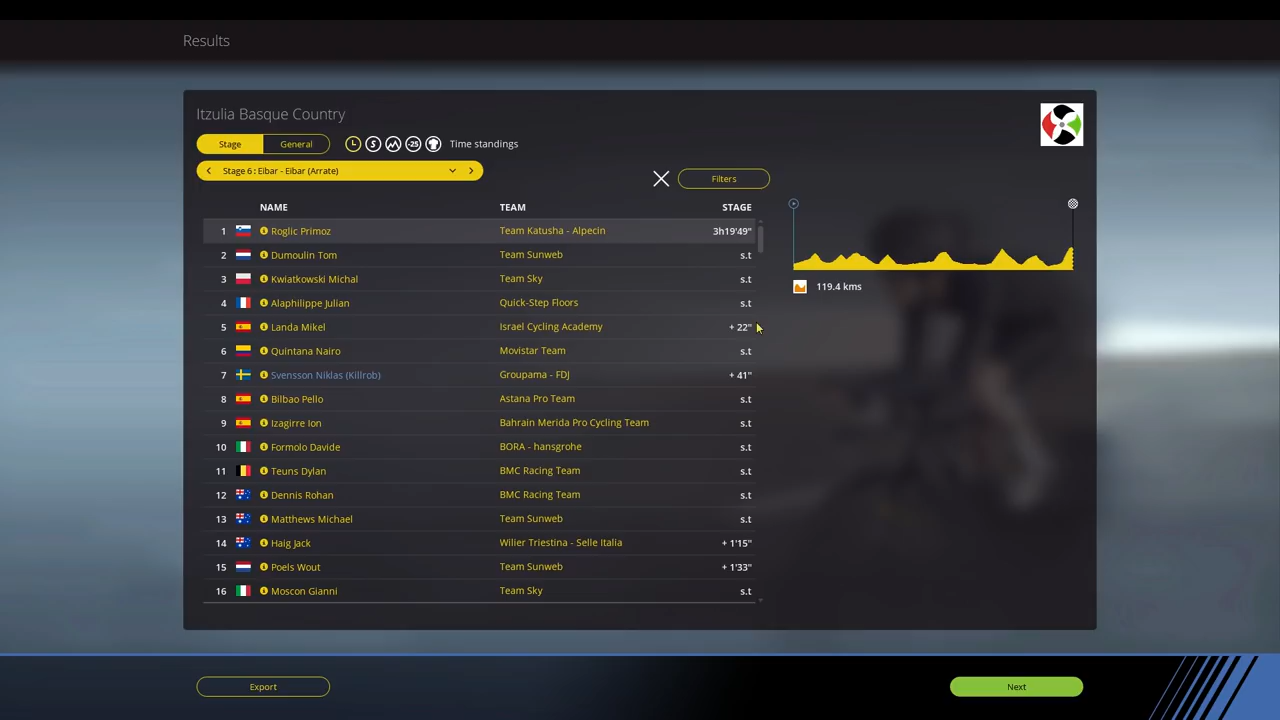 Results
Itzulia Basque Country
Stage General -25 Time standings
Stage 6 : Eibar - Eibar (Arrate)
Filters
NAME TEAM STAGE
1 Roglic Primoz Team Katusha - Alpecin 3h19'49"
2 Dumoulin Tom Team Sunweb s.t
3 Kwiatkowski Michal Team Sky s.t
4 Alaphilippe Julian Quick-Step Floors s.t
5 Landa Mikel Israel Cycling Academy + 22"
6 Quintana Nairo Movistar Team s.t
7 Svensson Niklas (Killrob) Groupama - FDJ + 41"
8 Bilbao Pello Astana Pro Team s.t
9 Izagirre Ion Bahrain Merida Pro Cycling Team s.t
10 Formolo Davide BORA - hansgrohe s.t
11 Teuns Dylan BMC Racing Team s.t
12 Dennis Rohan BMC Racing Team s.t
13 Matthews Michael Team Sunweb s.t
14 Haig Jack Wilier Triestina - Selle Italia + 1'15"
15 Poels Wout Team Sunweb + 1'33"
16 Moscon Gianni Team Sky s.t
119.4 kms
Export
Next